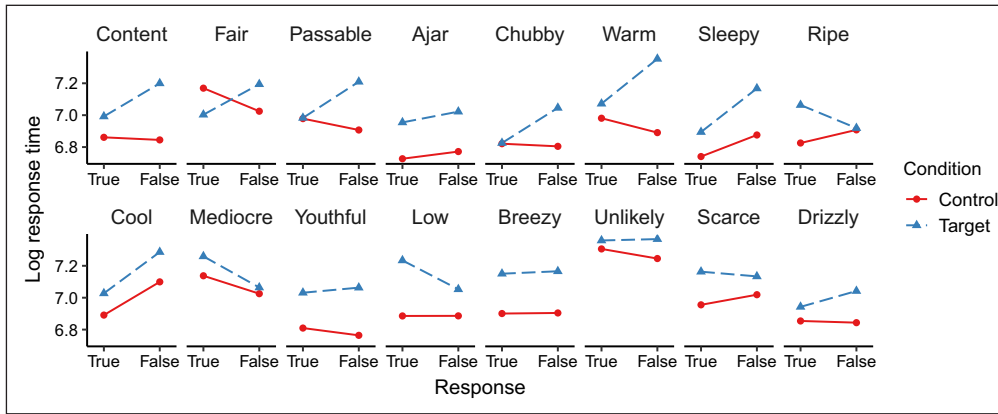 Content Fair Passable Ajar Chubby Warm Sleepy Ripe
7.2
7.0
6.8
True False True False True False True False True False True False True False True False
Cool Mediocre Youthful Low Breezy Unlikely Scarce Drizzly
7.2
7.0
6.8
True False True False True False True False True False True False True False True False
Log response time
Response
Condition
Control
Target